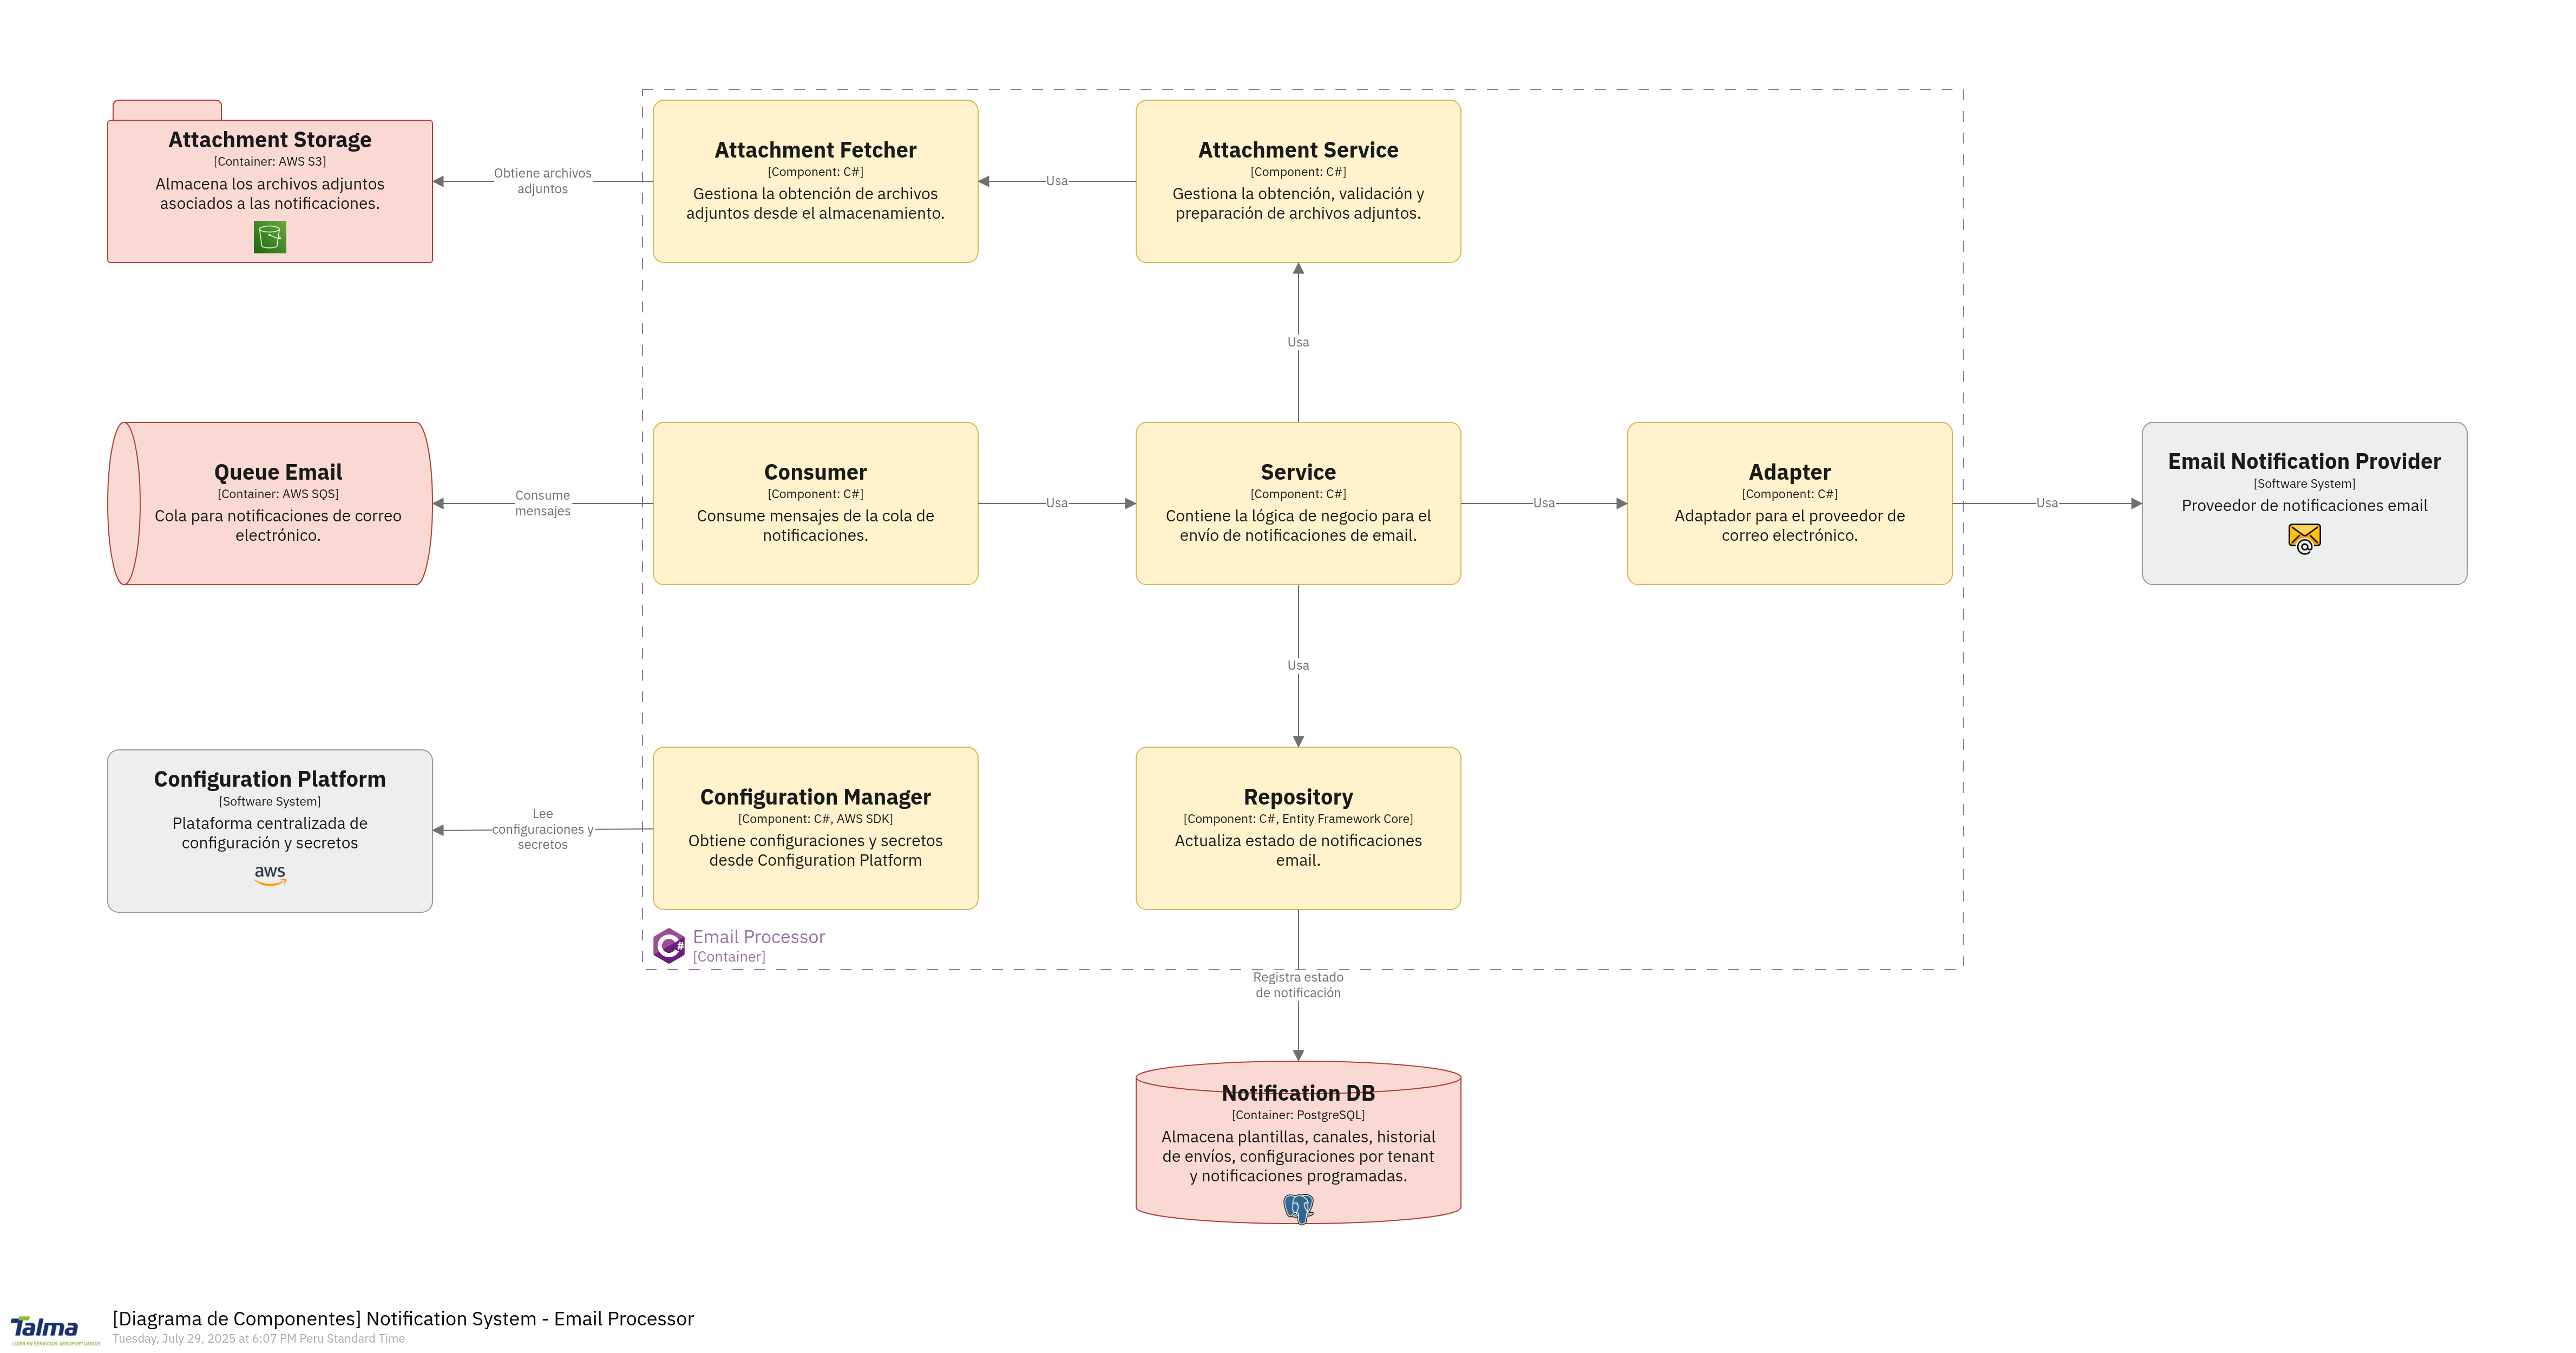 Attachment Storage
[Container: AWS S3]
Almacena los archivos adjuntos
asociados a las notificaciones.
Obtiene archivos
adjuntos
Attachment Fetcher
[Component: C#]
Gestiona la obtención de archivos
adjuntos desde el almacenamiento.
Usa
Attachment Service
[Component: C#]
Gestiona la obtención, validación y
preparación de archivos adjuntos.
Usa
Queue Email
[Container: AWS SQS]
Cola para notificaciones de correo
electrónico.
Consume
mensajes
Consumer
[Component: C#]
Consume mensajes de la cola de
notificaciones.
Usa
Service
[Component: C#]
Contiene la lógica de negocio para el
envío de notificaciones de email.
Usa
Adapter
[Component: C#]
Adaptador para el proveedor de
correo electrónico.
Usa
Email Notification Provider
[Software System]
Proveedor de notificaciones email
Usa
Configuration Platform
[Software System]
Plataforma centralizada de
configuración y secretos
aws
Lee
configuraciones y
secretos
Configuration Manager
[Component: C#, AWS SDK]
Obtiene configuraciones y secretos
desde Configuration Platform
Repository
[Component: C#, Entity Framework Core]
Actualiza estado de notificaciones
email.
C#
Email Processor
[Container]
Registra estado
de notificación
Notification DB
[Container: PostgreSQL]
Almacena plantillas, canales, historial
de envíos, configuraciones por tenant
y notificaciones programadas.
Talma
LÍDER EN SERVICIOS AEROPORTUARIOS
[Diagrama de Componentes] Notification System - Email Processor
Tuesday, July 29, 2025 at 6:07 PM Peru Standard Time